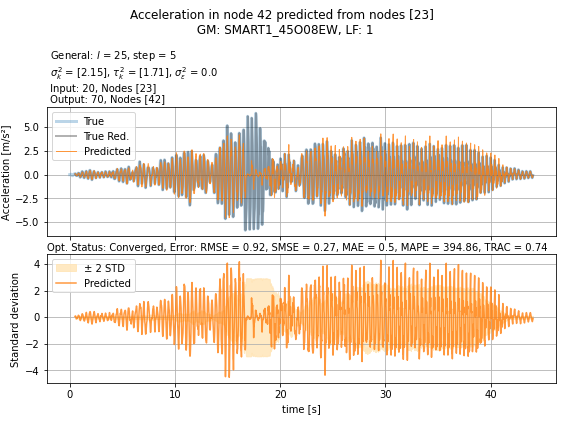 Acceleration in node 42 predicted from nodes [23]
GM: SMART1_45O08EW, LF: 1
General: l = 25, step = 5
σ²ₖ = [2.15], τ²ₖ = [1.71], σ²ε = 0.0
Input: 20, Nodes [23]
Output: 70, Nodes [42]
True
True Red.
Predicted
Acceleration [m/s²]
5.0
2.5
0.0
−2.5
−5.0
Opt. Status: Converged, Error: RMSE = 0.92, SMSE = 0.27, MAE = 0.5, MAPE = 394.86, TRAC = 0.74
± 2 STD
Predicted
Standard deviation
4
2
0
−2
−4
0 10 20 30 40
time [s]